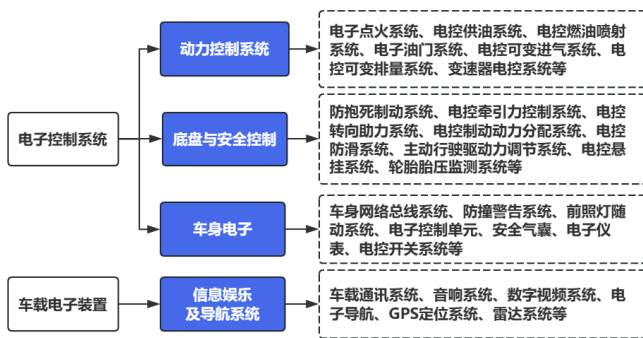 电子控制系统
动力控制系统
电子点火系统、电控供油系统、电控燃油喷射
系统、电子油门系统、电控可变进气系统、电
控可变排量系统、变速器电控系统等
底盘与安全控制
防抱死制动系统、电控牵引力控制系统、电控
转向助力系统、电控制动动力分配系统、电控
防滑系统、主动行驶驱动力调节系统、电控悬
挂系统、轮胎胎压监测系统等
车身电子
车身网络总线系统、防撞警告系统、前照灯随
动系统、电子控制单元、安全气囊、电子仪
表、电控开关系统等
车载电子装置
信息娱乐
及导航系统
车载通讯系统、音响系统、数字视频系统、电
子导航、GPS定位系统、雷达系统等